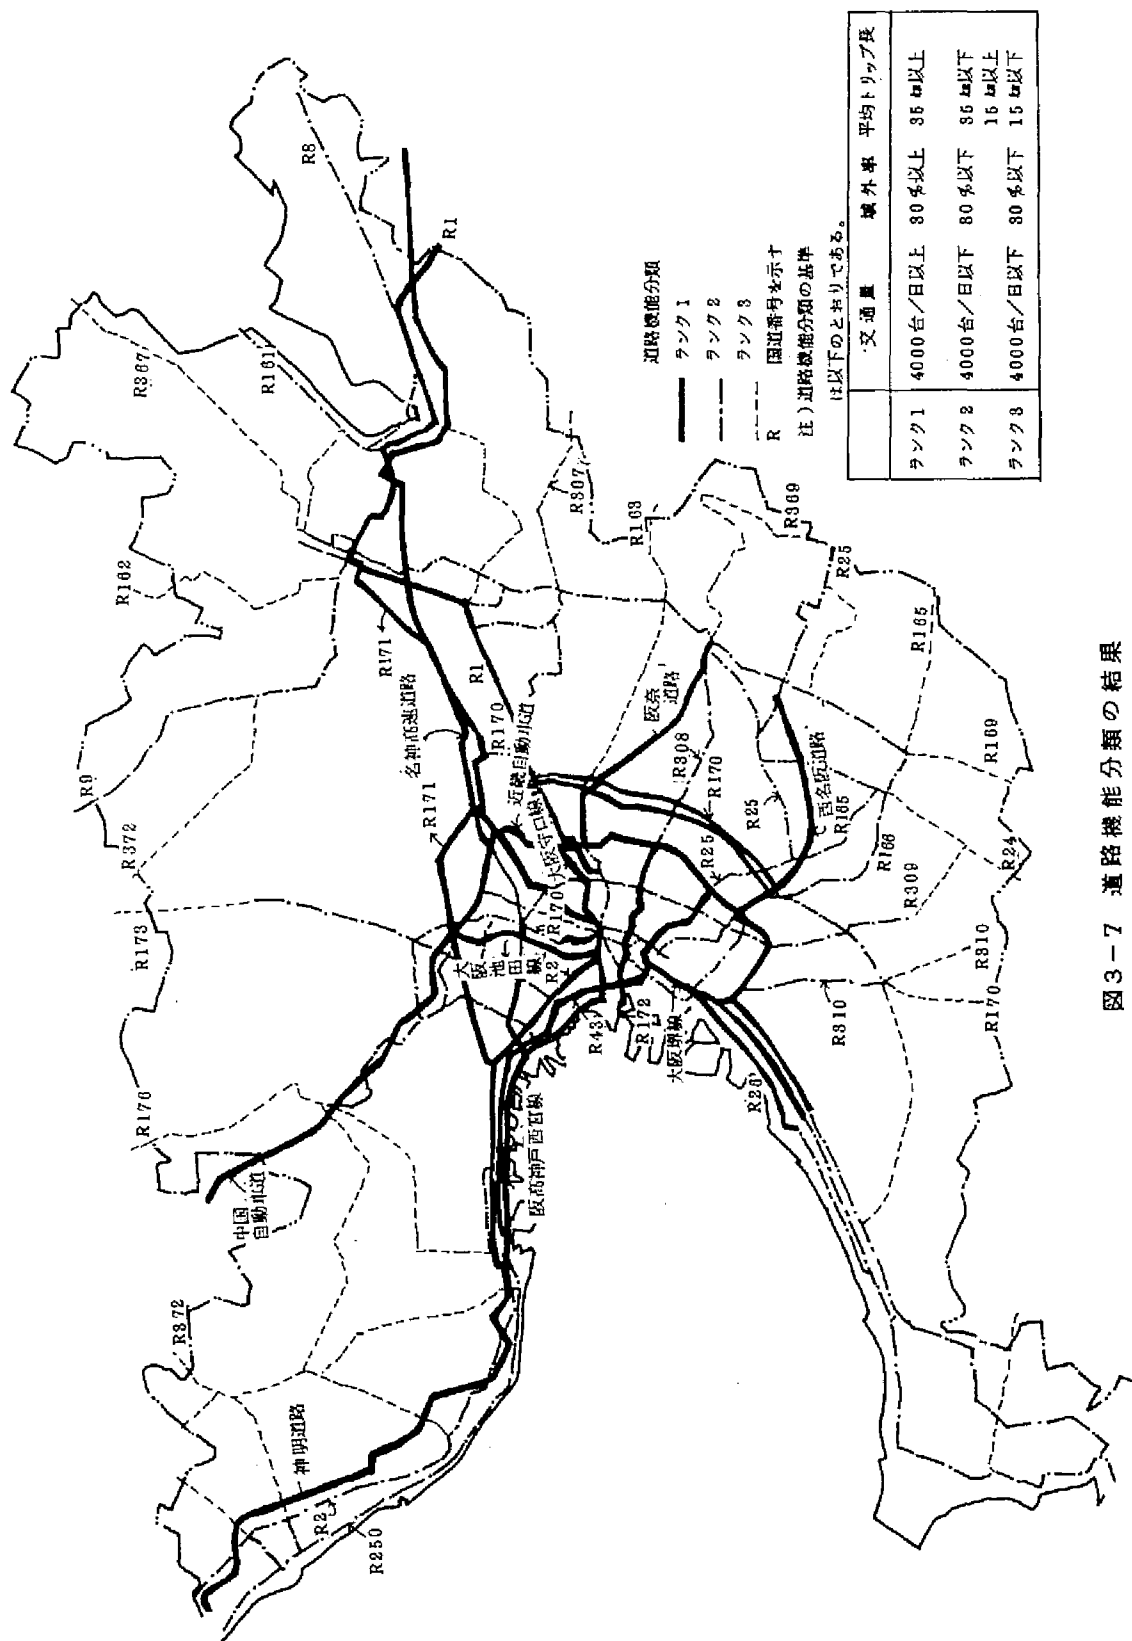 R8
R1
R367
R161
R162
R307
R163
R369
R25
R165
R169
R24
R310
R170
R9
R372
R173
R176
R171
名神高速道路
R171
R1
R170
近畿自動車道
大阪守口線
阪奈
道路
R308
R170
R25
西名阪道路
R165
R25
R166
R309
R170
大阪
池田
線
R2
R43
R172
大阪堺線
R26
R310
阪高神戸西宮線
中国
自動車道
R372
神明道路
R2
R250
道路機能分類
ランク1
ランク2
ランク3
R 国道番号を示す
注)道路機能分類の基準
は以下のとおりである。
交通量 域外率 平均トリップ長
ランク1 4000台/日以上 80%以上 35km以上
ランク2 4000台/日以下 80%以下 35km以下
15km以上
ランク3 4000台/日以下 80%以下 15km以下
図3-7 道路機能分類の結果